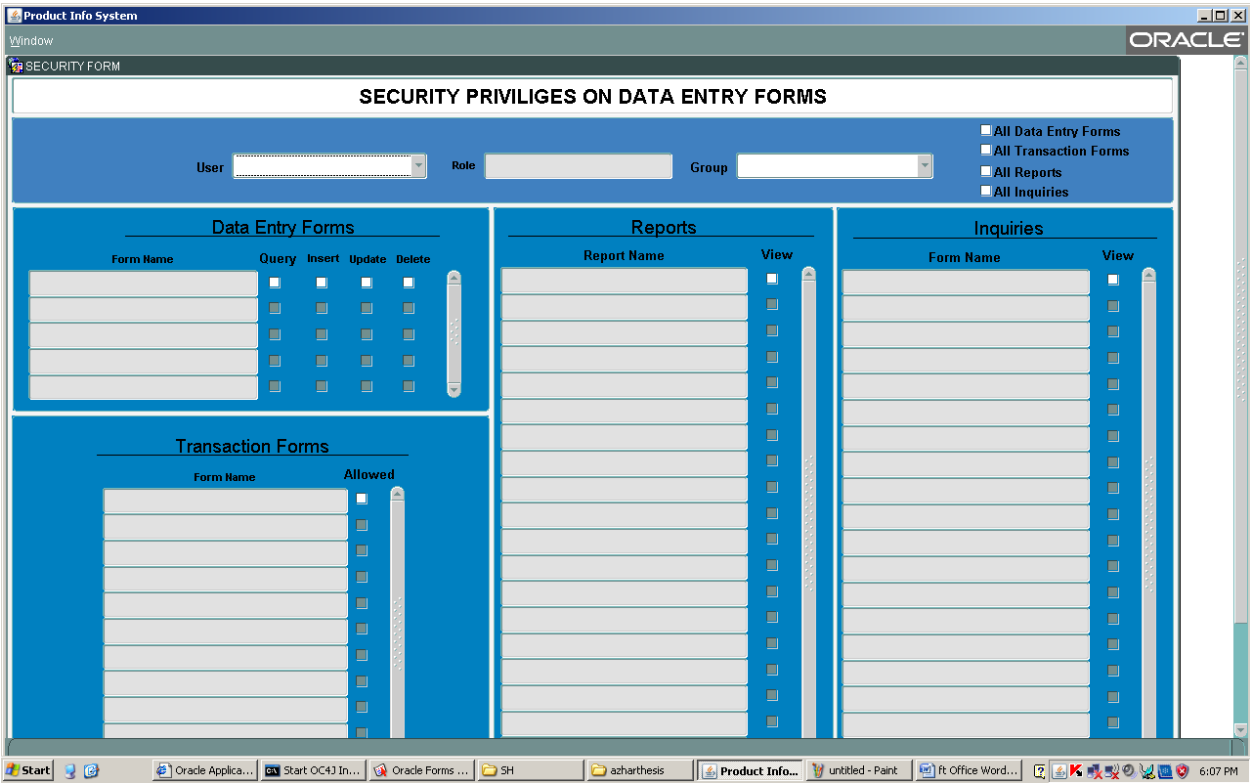 Product Info System
Window
ORACLE
SECURITY FORM
SECURITY PRIVILIGES ON DATA ENTRY FORMS
User
Role
Group
All Data Entry Forms
All Transaction Forms
All Reports
All Inquiries
Data Entry Forms
Form Name Query Insert Update Delete
Transaction Forms
Form Name Allowed
Reports
Report Name View
Inquiries
Form Name View
Start Oracle Applica... Start OC4J In... Oracle Forms ... SH azharthesis Product Info... untitled - Paint ft Office Word... 6:07 PM